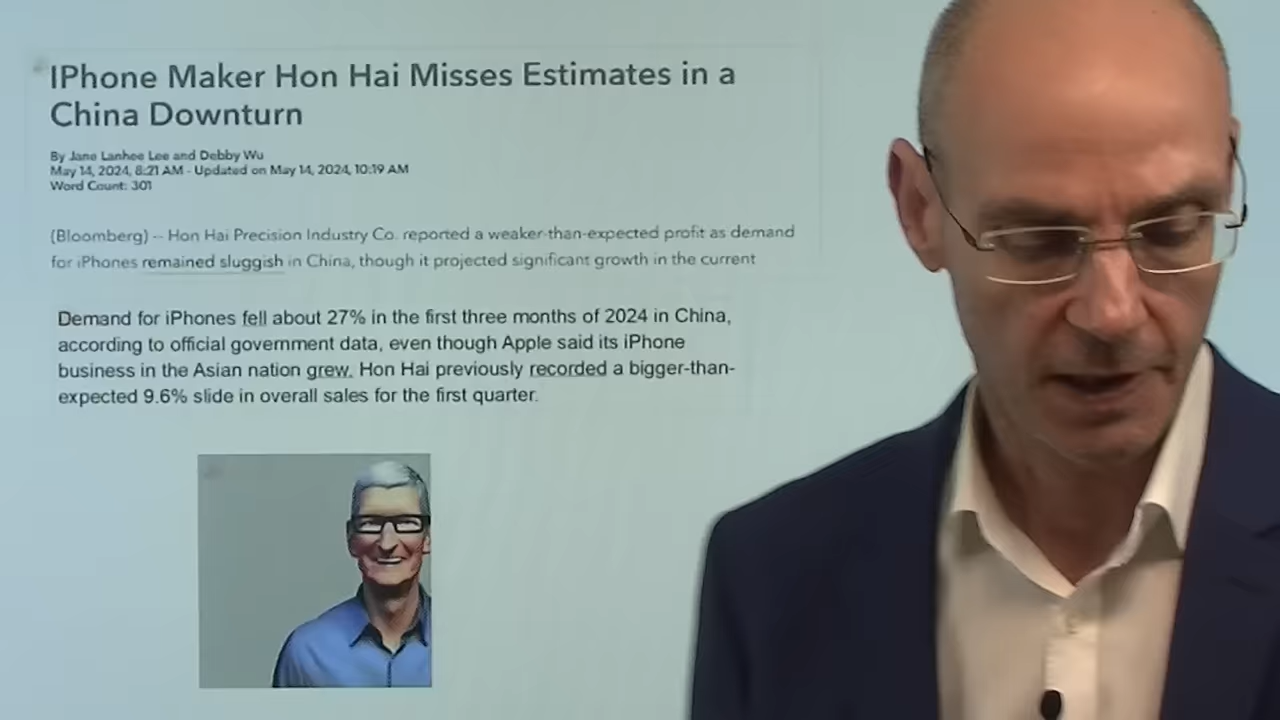 IPhone Maker Hon Hai Misses Estimates in a
China Downturn
By Jane Lanhee Lee and Debby Wu
May 14, 2024, 8:21 AM - Updated on May 14, 2024, 10:19 AM
Word Count: 301
(Bloomberg) -- Hon Hai Precision Industry Co. reported a weaker-than-expected profit as demand
for iPhones remained sluggish in China, though it projected significant growth in the current
Demand for iPhones fell about 27% in the first three months of 2024 in China,
according to official government data, even though Apple said its iPhone
business in the Asian nation grew. Hon Hai previously recorded a bigger-than-
expected 9.6% slide in overall sales for the first quarter.